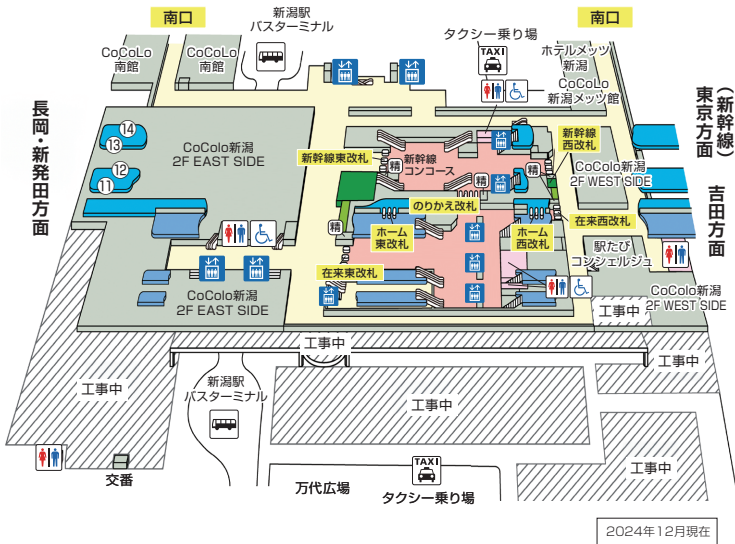 南口
南口
新潟駅
バスターミナル
CoCoLo
南館
CoCoLo
南館
タクシー乗り場
TAXI
ホテルメッツ
新潟
CoCoLo
新潟メッツ館
長岡・新発田方面
(新幹線)
東京方面
吉田方面
⑭
⑬
⑫
⑪
CoCoLo新潟
2F EAST SIDE
新幹線東改札
精
新幹線
コンコース
精
精
新幹線
西改札
CoCoLo新潟
2F WEST SIDE
のりかえ改札
精
ホーム
東改札
ホーム
西改札
在来西改札
在来東改札
駅たび
コンシェルジュ
CoCoLo新潟
2F EAST SIDE
CoCoLo新潟
2F WEST SIDE
工事中
工事中
工事中
工事中
工事中
工事中
新潟駅
バスターミナル
交番
万代広場
TAXI
タクシー乗り場
2024年12月現在